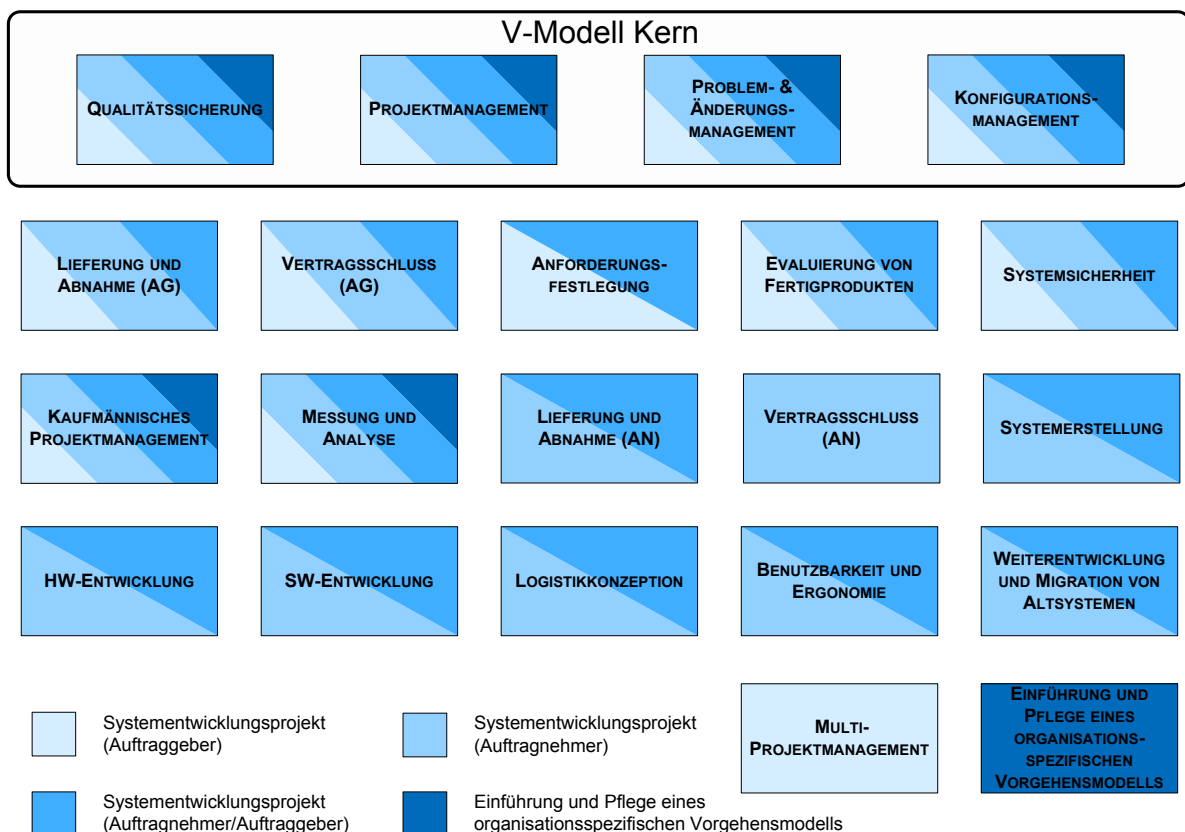 V-Modell Kern
QUALITÄTSSICHERUNG
PROJEKTMANAGEMENT
PROBLEM- &
ÄNDERUNGS-
MANAGEMENT
KONFIGURATIONS-
MANAGEMENT
LIEFERUNG UND
ABNAHME (AG)
VERTRAGSSCHLUSS
(AG)
ANFORDERUNGS-
FESTLEGUNG
EVALUIERUNG VON
FERTIGPRODUKTEN
SYSTEMSICHERHEIT
KAUFMÄNNISCHES
PROJEKTMANAGEMENT
MESSUNG UND
ANALYSE
LIEFERUNG UND
ABNAHME (AN)
VERTRAGSSCHLUSS
(AN)
SYSTEMERSTELLUNG
HW-ENTWICKLUNG
SW-ENTWICKLUNG
LOGISTIKKONZEPTION
BENUTZBARKEIT UND
ERGONOMIE
WEITERENTWICKLUNG
UND MIGRATION VON
ALTSYSTEMEN
Systementwicklungsprojekt
(Auftraggeber)
Systementwicklungsprojekt
(Auftragnehmer)
MULTI-
PROJEKTMANAGEMENT
EINFÜHRUNG UND
PFLEGE EINES
ORGANISATIONS-
SPEZIFISCHEN
VORGEHENSMODELLS
Systementwicklungsprojekt
(Auftragnehmer/Auftraggeber)
Einführung und Pflege eines
organisationsspezifischen Vorgehensmodells